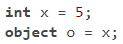 int x = 5;
object o = x;